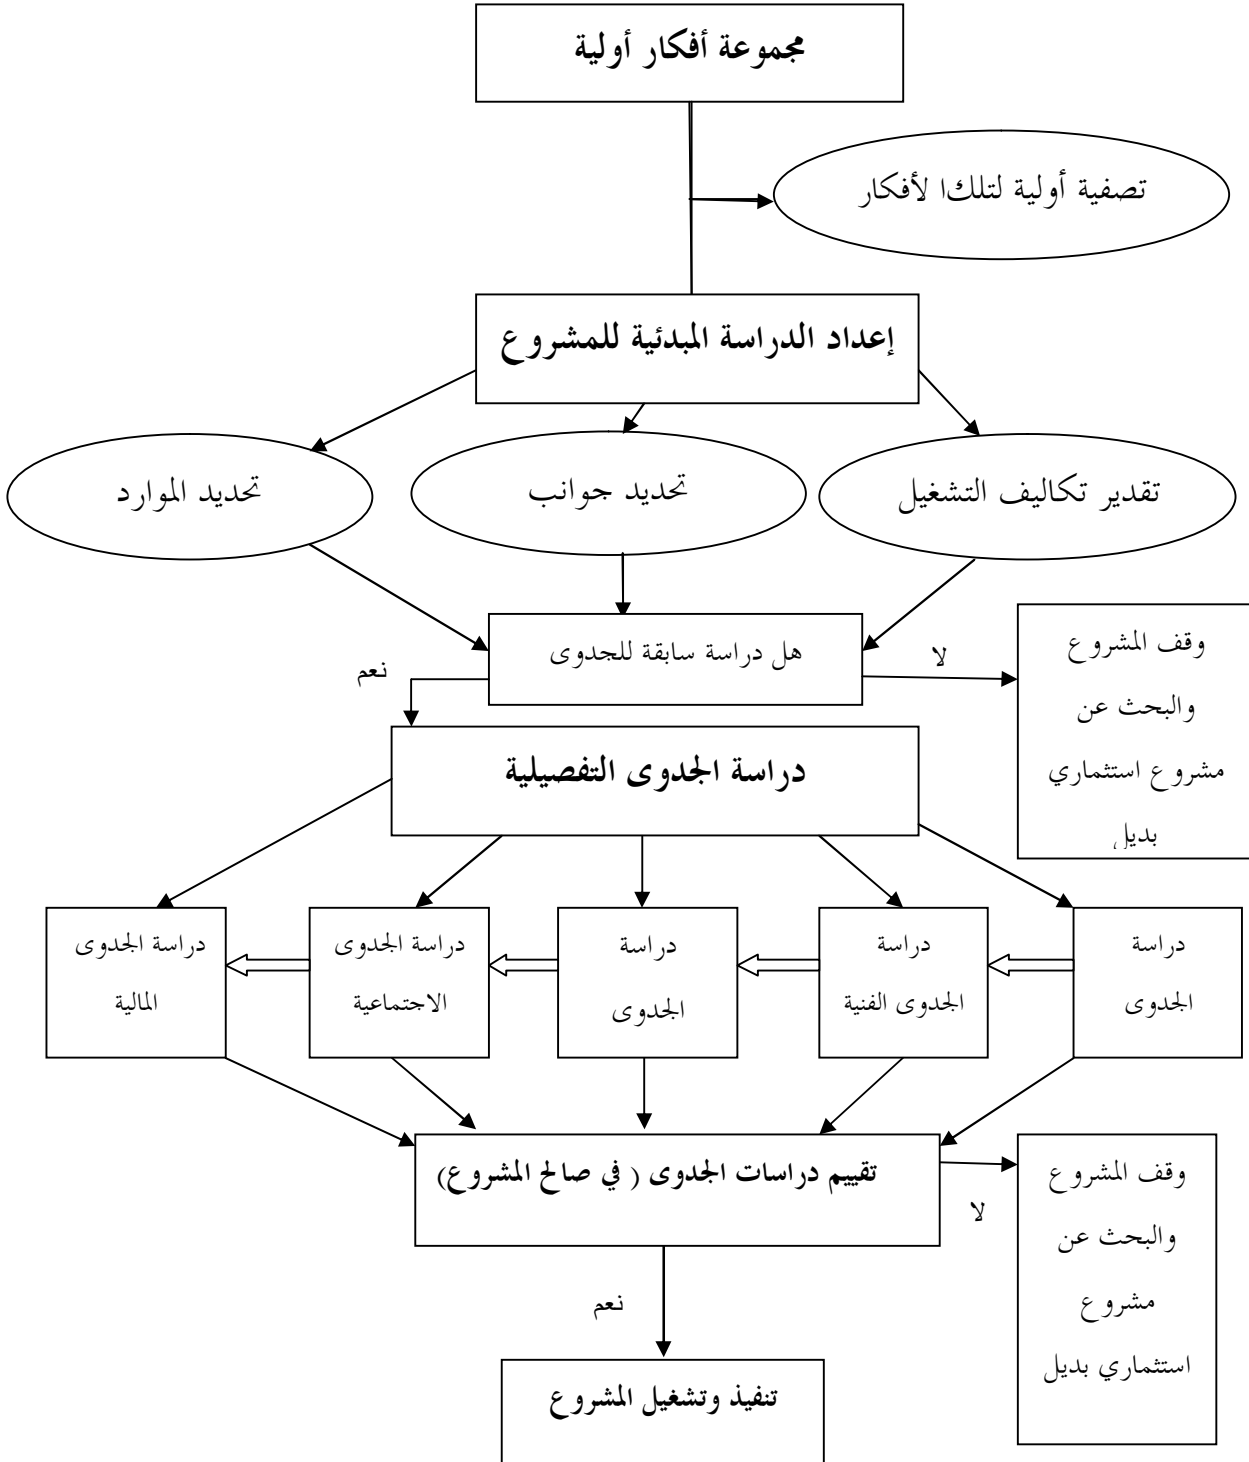 مجموعة أفكار أولية
تصفية أولية لتلك الأفكار
إعداد الدراسة المبدئية للمشروع
تقدير تكاليف التشغيل
تحديد جوانب
تحديد الموارد
هل دراسة سابقة للجدوى
لا
نعم
وقف المشروع
والبحث عن
مشروع استثماري
بديل
دراسة الجدوى التفصيلية
دراسة
الجدوى
دراسة
الجدوى الفنية
دراسة
الجدوى
دراسة الجدوى
الاجتماعية
دراسة الجدوى
المالية
تقييم دراسات الجدوى ( في صالح المشروع)
لا
وقف المشروع
والبحث عن
مشروع
استثماري بديل
نعم
تنفيذ وتشغيل المشروع